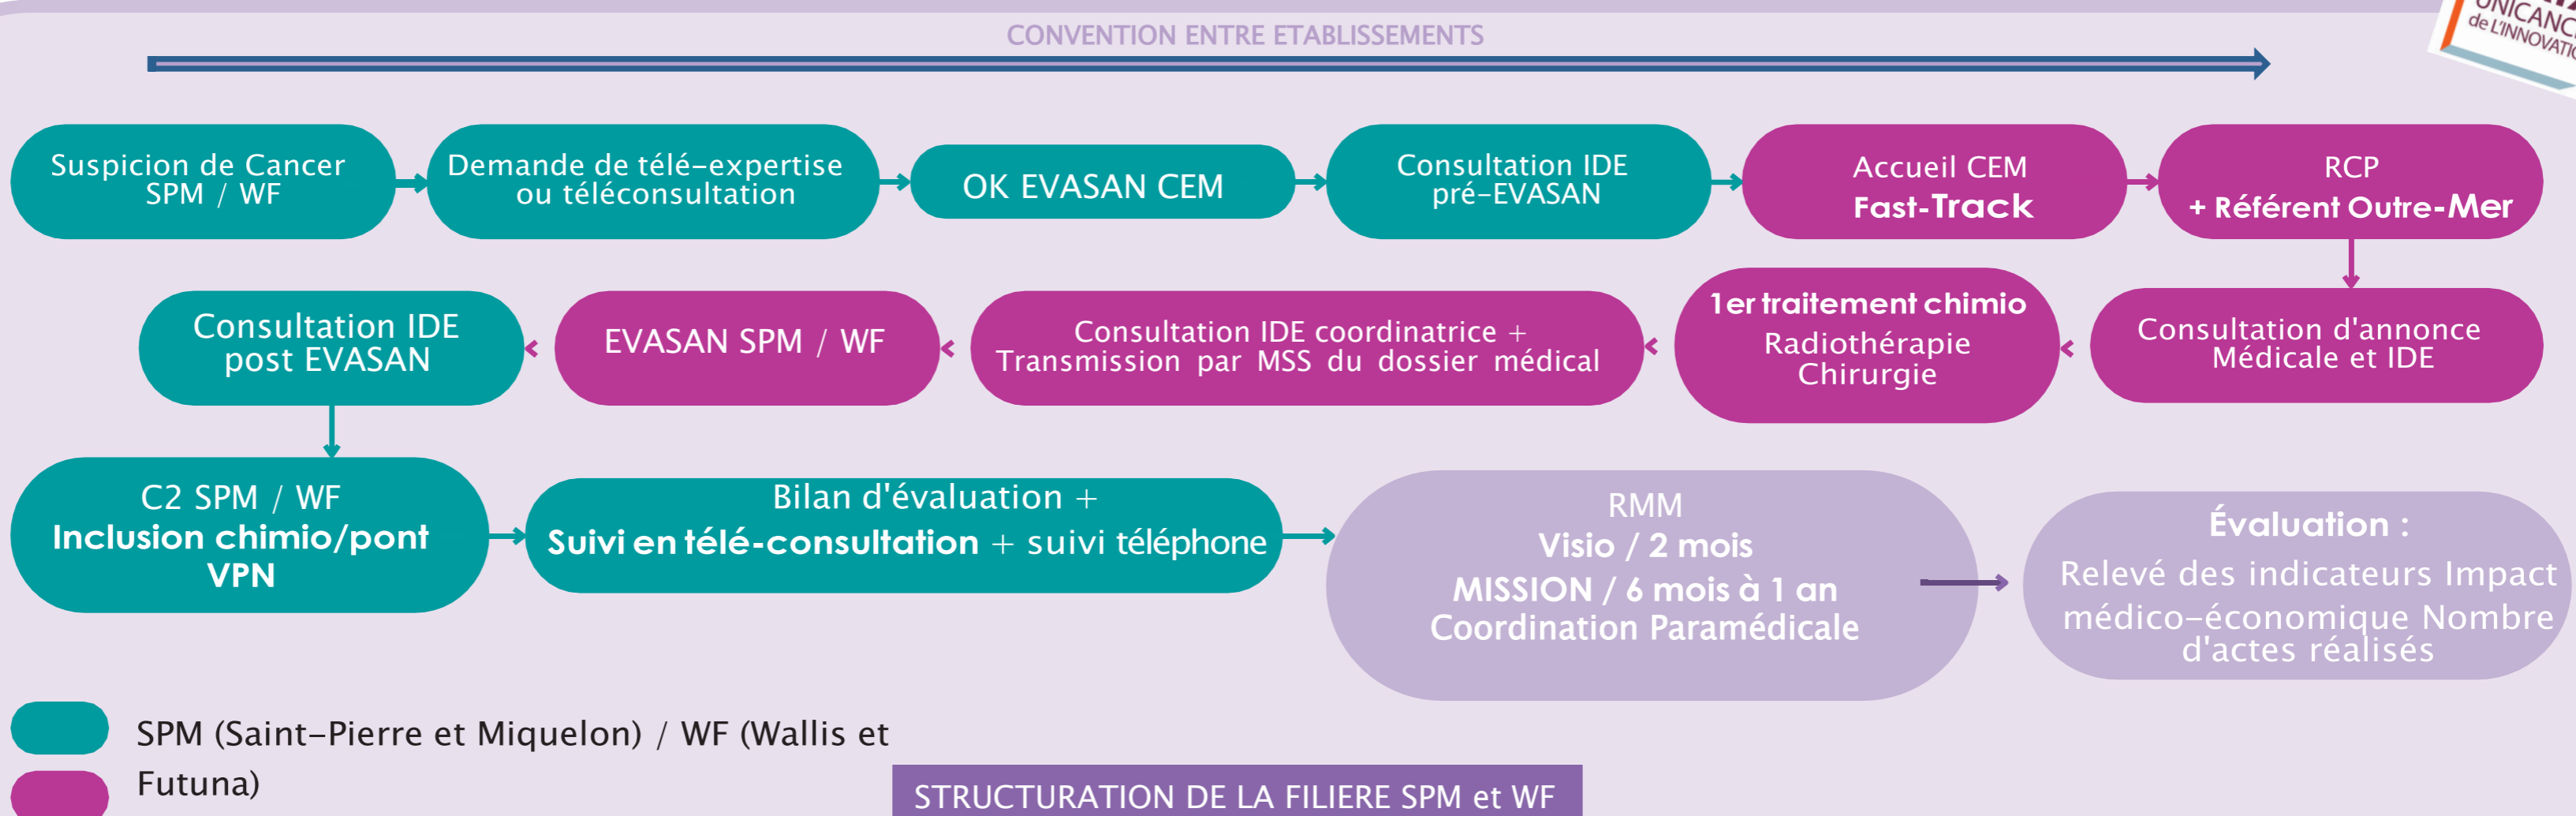 CONVENTION ENTRE ETABLISSEMENTS
UNICANC
de L'INNOVATIO
Suspicion de Cancer
SPM / WF
Demande de télé-expertise
ou téléconsultation
OK EVASAN CEM
Consultation IDE
pré-EVASAN
Accueil CEM
Fast-Track
RCP
+ Référent Outre-Mer
Consultation d'annonce
Médicale et IDE
1er traitement chimio
Radiothérapie
Chirurgie
Consultation IDE coordinatrice +
Transmission par MSS du dossier médical
EVASAN SPM / WF
Consultation IDE
post EVASAN
C2 SPM / WF
Inclusion chimio/pont
VPN
Bilan d'évaluation +
Suivi en télé-consultation + suivi téléphone
RMM
Visio / 2 mois
MISSION / 6 mois à 1 an
Coordination Paramédicale
Évaluation :
Relevé des indicateurs Impact
médico-économique Nombre
d'actes réalisés
SPM (Saint-Pierre et Miquelon) / WF (Wallis et
Futuna)
STRUCTURATION DE LA FILIERE SPM et WF